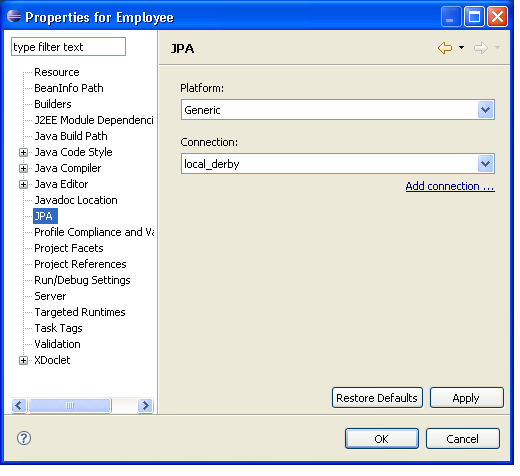 Properties for Employee
type filter text
Resource
BeanInfo Path
Builders
J2EE Module Dependenci
Java Build Path
Java Code Style
Java Compiler
Java Editor
Javadoc Location
JPA
Profile Compliance and Va
Project Facets
Project References
Run/Debug Settings
Server
Targeted Runtimes
Task Tags
Validation
XDoclet
JPA
Platform:
Generic
Connection:
local_derby
Add connection ...
Restore Defaults
Apply
OK
Cancel